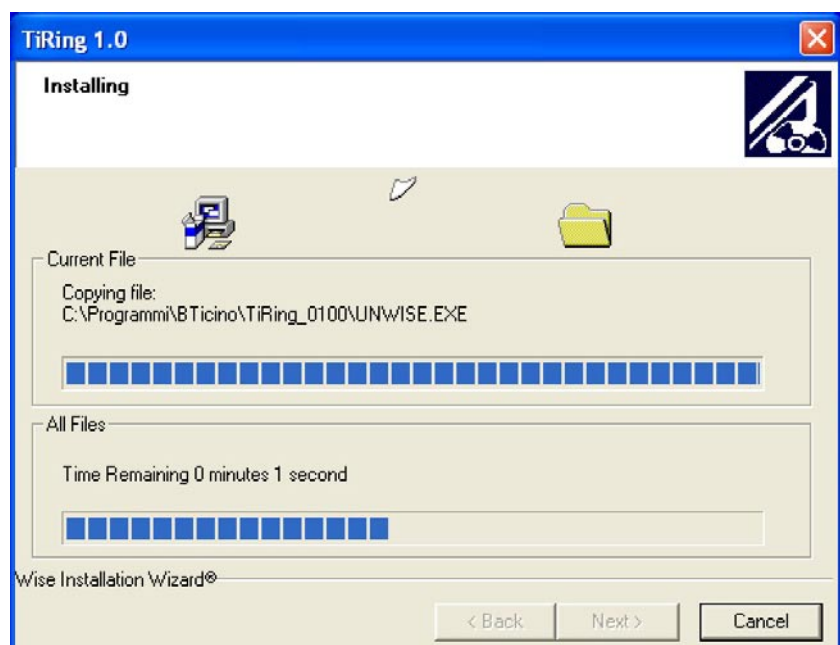 TiRing 1.0
Installing
Current File
Copying file:
C:\Programmi\BTicino\TiRing_0100\UNWISE.EXE
All Files
Time Remaining 0 minutes 1 second
Wise Installation Wizard®
< Back Next > Cancel